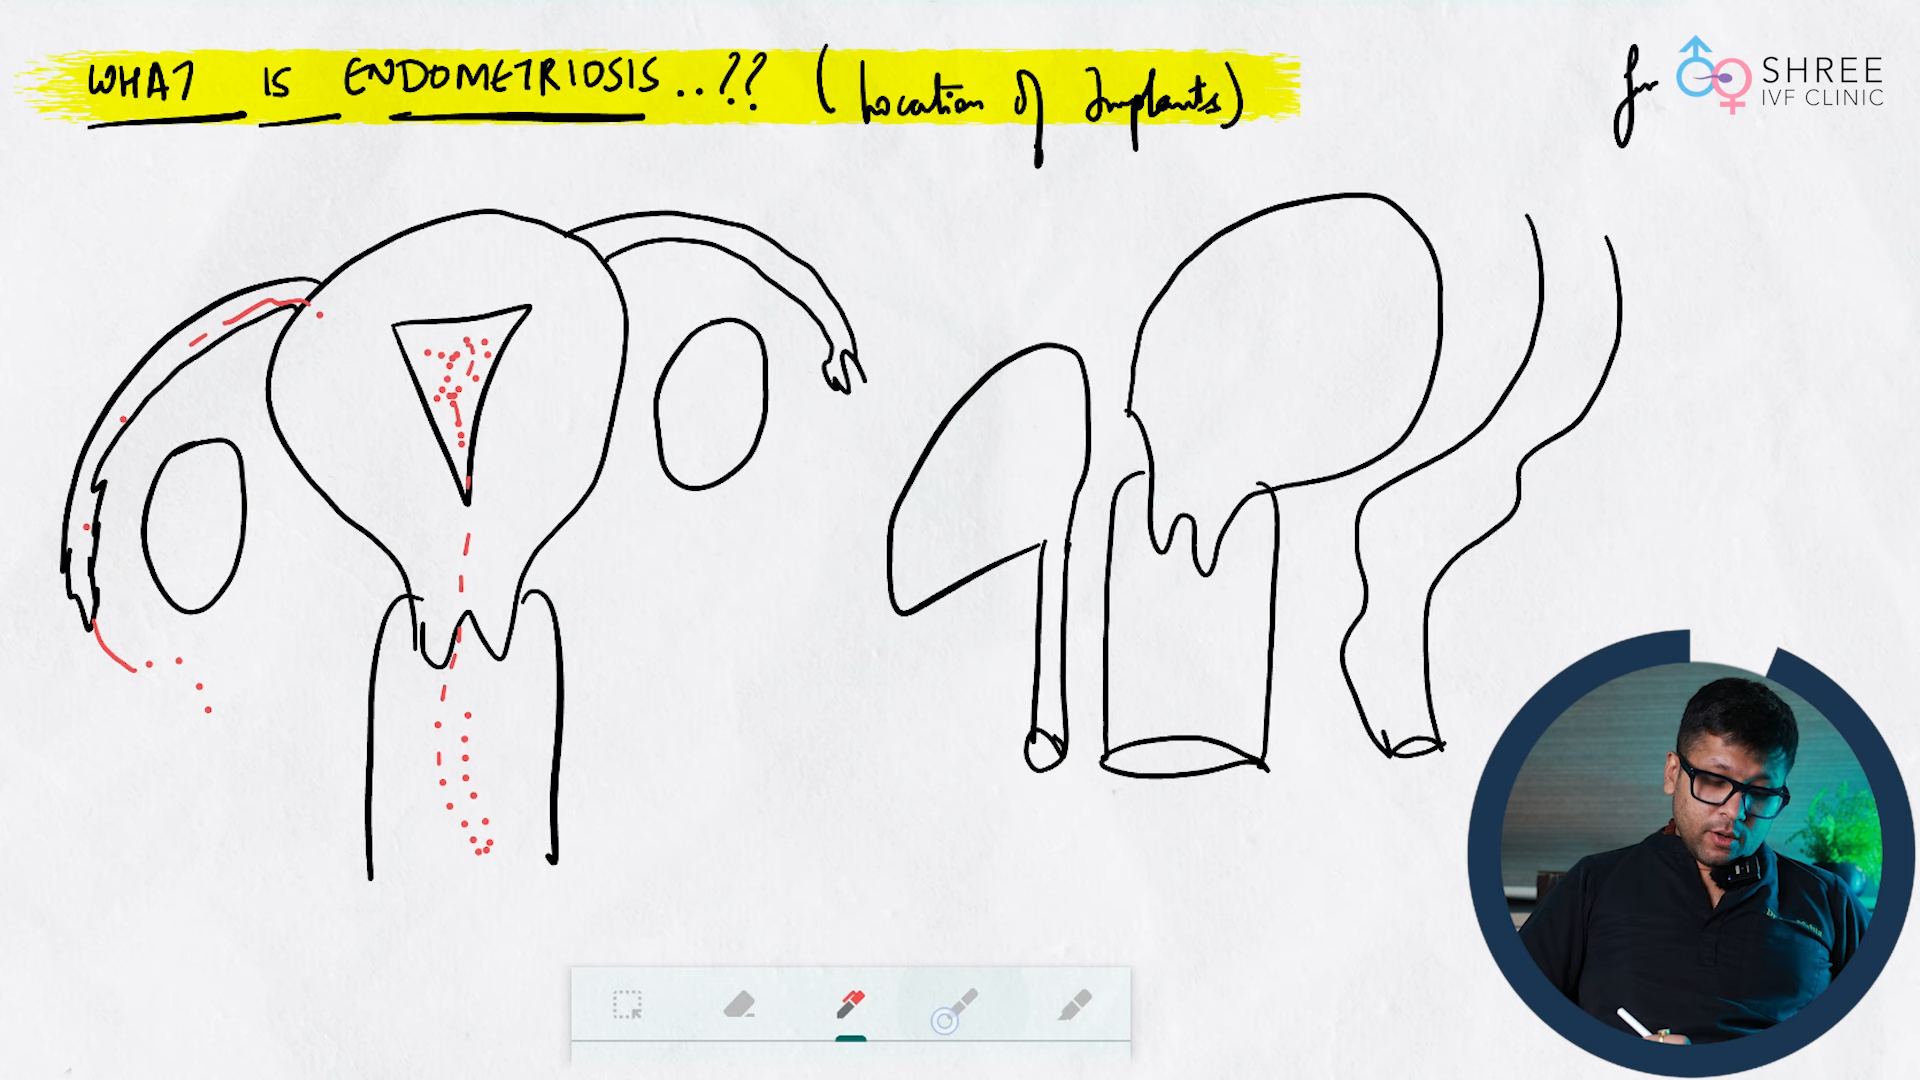 WHAT IS ENDOMETRIOSIS..?? (Location of Implants)
SHREE
IVF CLINIC